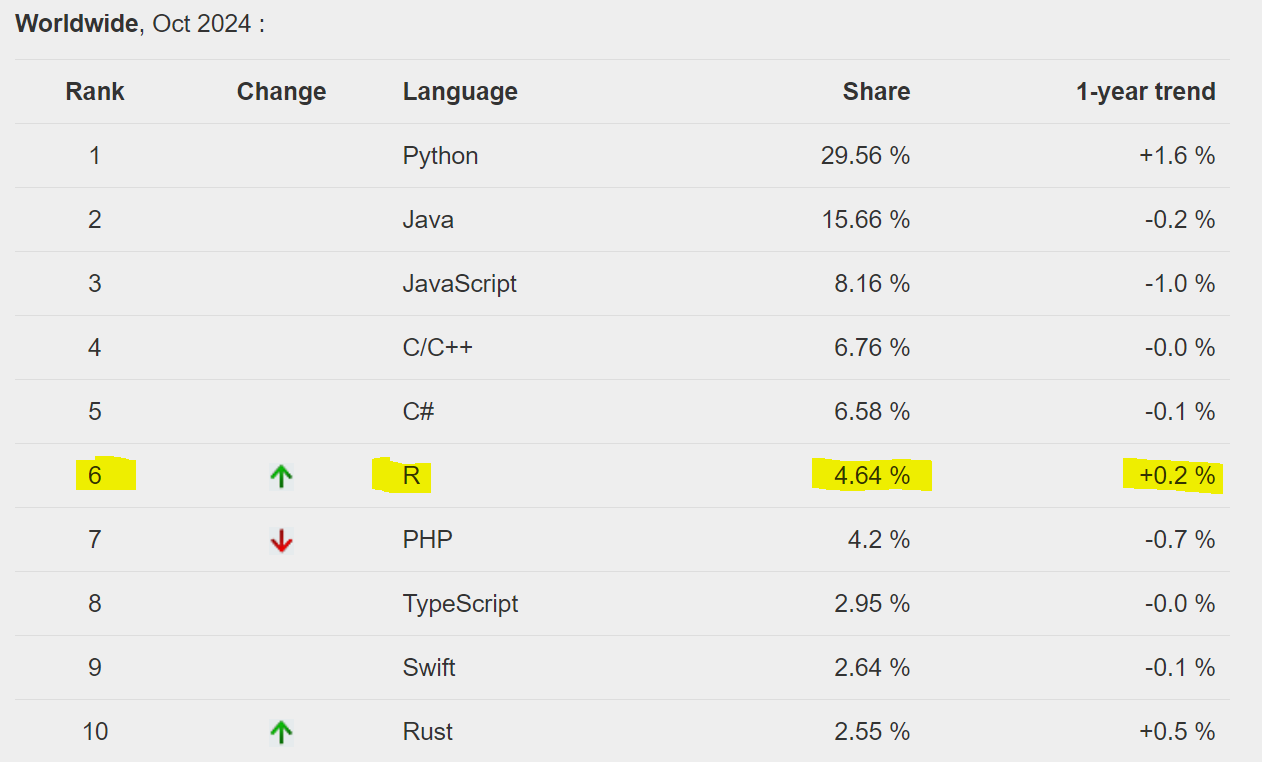 Worldwide, Oct 2024 :
Rank Change Language Share 1-year trend
1 Python 29.56 % +1.6 %
2 Java 15.66 % -0.2 %
3 JavaScript 8.16 % -1.0 %
4 C/C++ 6.76 % -0.0 %
5 C# 6.58 % -0.1 %
6 R 4.64 % +0.2 %
7 PHP 4.2 % -0.7 %
8 TypeScript 2.95 % -0.0 %
9 Swift 2.64 % -0.1 %
10 Rust 2.55 % +0.5 %